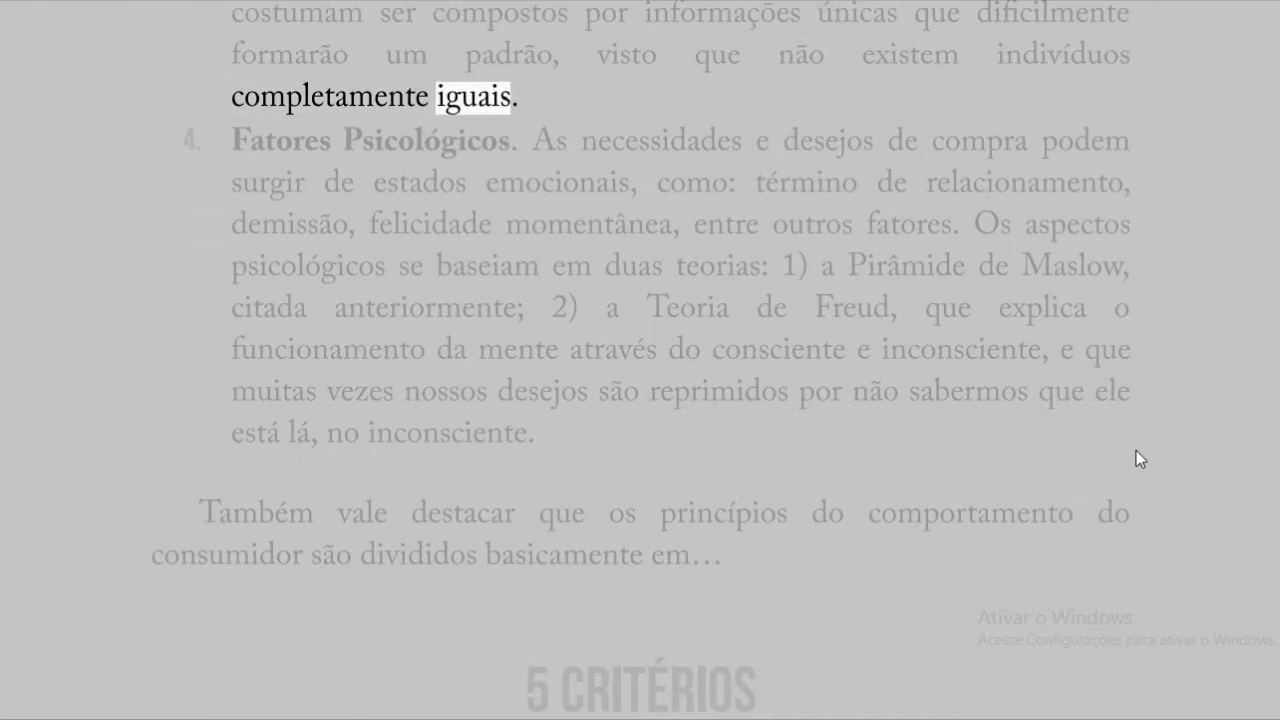 costumam ser compostos por informações únicas que dificilmente
formarão um padrão, visto que não existem indivíduos
completamente iguais.
4. Fatores Psicológicos. As necessidades e desejos de compra podem
surgir de estados emocionais, como: término de relacionamento,
demissão, felicidade momentânea, entre outros fatores. Os aspectos
psicológicos se baseiam em duas teorias: 1) a Pirâmide de Maslow,
citada anteriormente; 2) a Teoria de Freud, que explica o
funcionamento da mente através do consciente e inconsciente, e que
muitas vezes nossos desejos são reprimidos por não sabermos que ele
está lá, no inconsciente.
Também vale destacar que os princípios do comportamento do
consumidor são divididos basicamente em…
Ativar o Windows
Acesse Configurações para ativar o Windows.
5 CRITÉRIOS